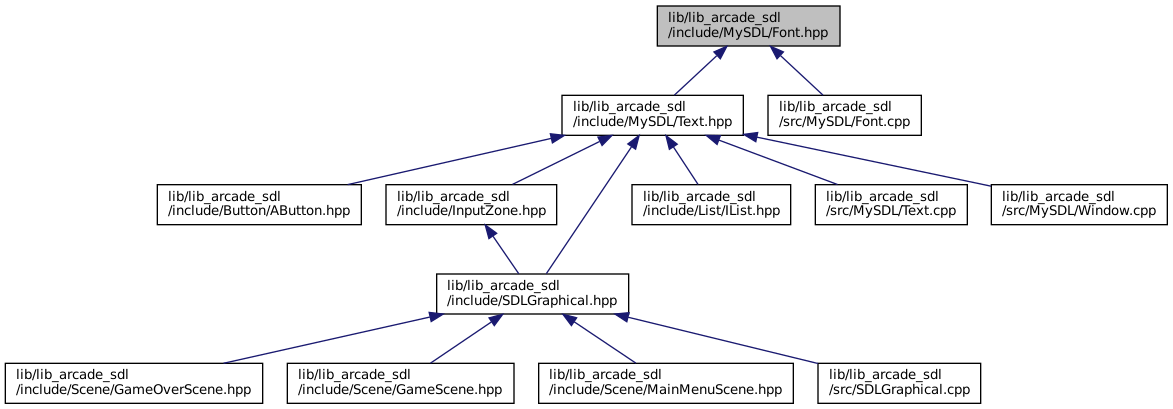 lib/lib_arcade_sdl
/include/MySDL/Font.hpp
lib/lib_arcade_sdl
/include/MySDL/Text.hpp
lib/lib_arcade_sdl
/src/MySDL/Font.cpp
lib/lib_arcade_sdl
/include/Button/AButton.hpp
lib/lib_arcade_sdl
/include/InputZone.hpp
lib/lib_arcade_sdl
/include/List/IList.hpp
lib/lib_arcade_sdl
/src/MySDL/Text.cpp
lib/lib_arcade_sdl
/src/MySDL/Window.cpp
lib/lib_arcade_sdl
/include/SDLGraphical.hpp
lib/lib_arcade_sdl
/include/Scene/GameOverScene.hpp
lib/lib_arcade_sdl
/include/Scene/GameScene.hpp
lib/lib_arcade_sdl
/include/Scene/MainMenuScene.hpp
lib/lib_arcade_sdl
/src/SDLGraphical.cpp